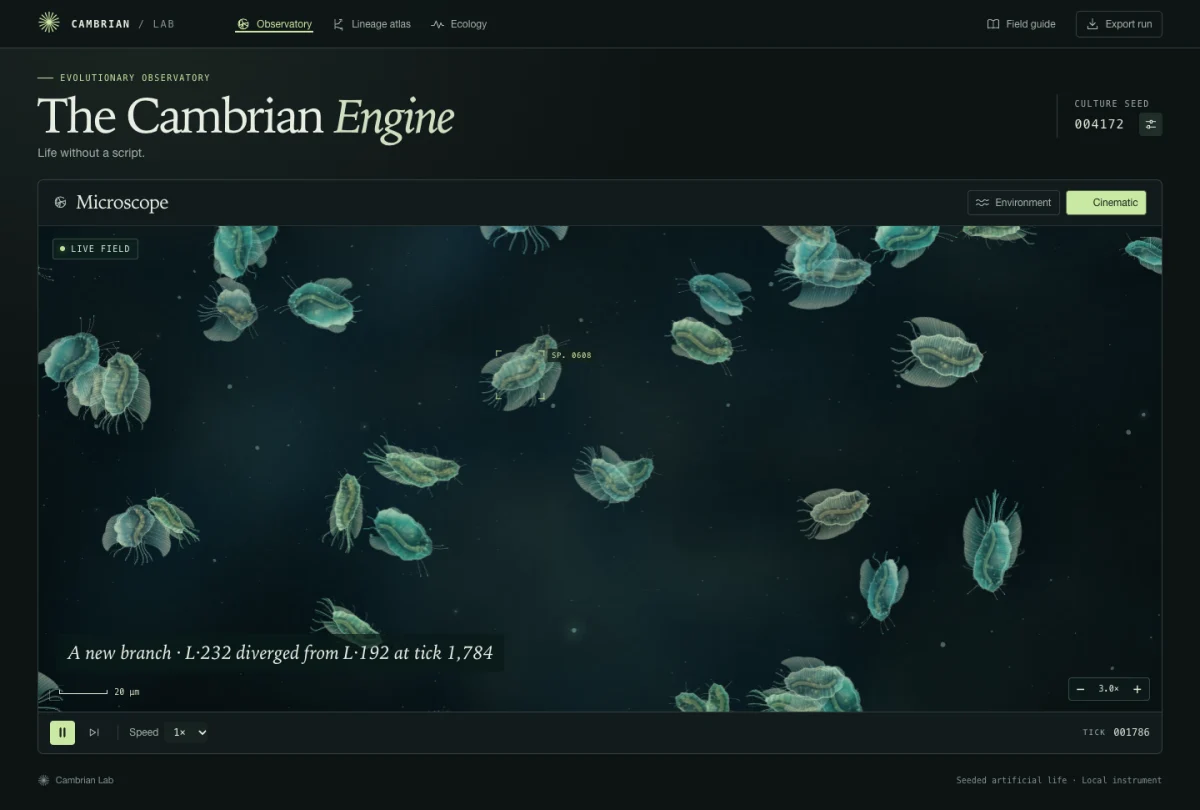 CAMBRIAN / LAB
Observatory
Lineage atlas
Ecology
Field guide
Export run
EVOLUTIONARY OBSERVATORY
The Cambrian Engine
Life without a script.
CULTURE SEED
004172
Microscope
Environment
Cinematic
LIVE FIELD
SP. 0608
A new branch · L·232 diverged from L·192 at tick 1,784
20 µm
− 3.0× +
Speed 1×
TICK 001786
Cambrian Lab
Seeded artificial life · Local instrument